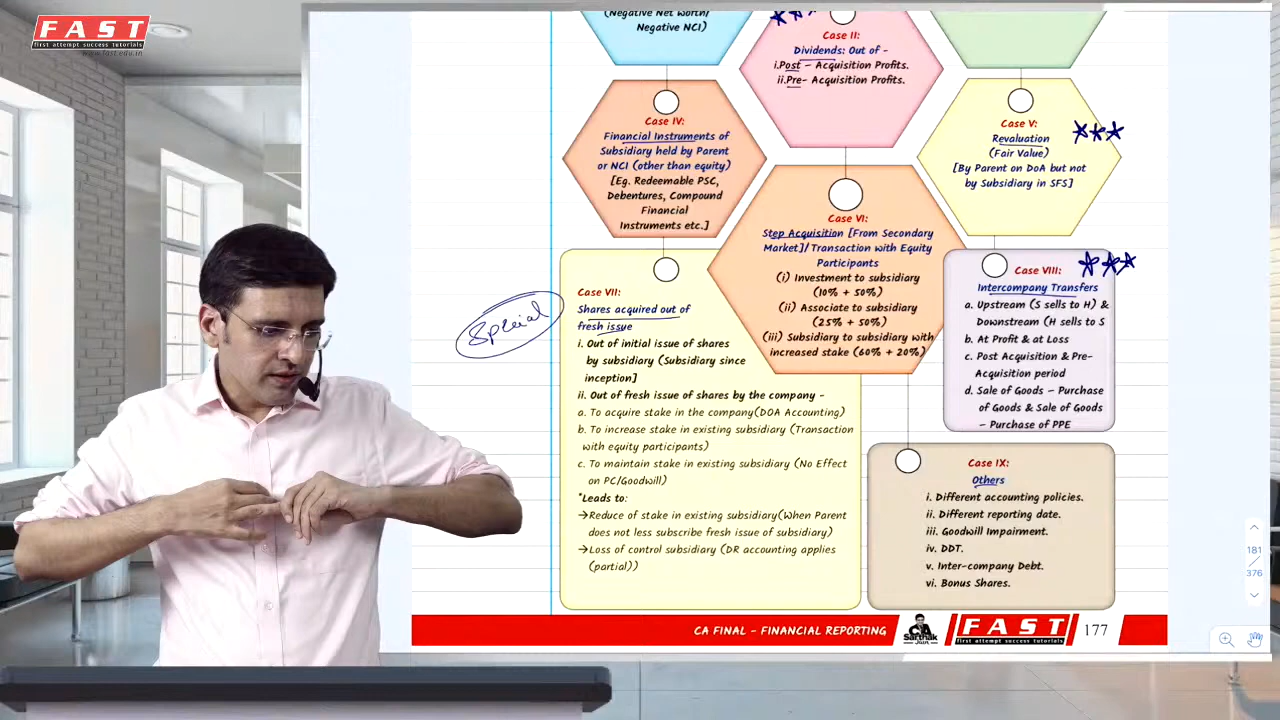 FAST
first attempt success tutorials
www.fast.edu.in
(Negative Net Worth/
Negative NCI)
Case II:
Dividends: Out of -
i.Post – Acquisition Profits.
ii.Pre- Acquisition Profits.
Case IV:
Financial Instruments of
Subsidiary held by Parent
or NCI (other than equity)
[Eg. Redeemable PSC,
Debentures, Compound
Financial
Instruments etc.]
Case V:
Revaluation
(Fair Value)
[By Parent on DoA but not
by Subsidiary in SFS]
Case VI:
Step Acquisition [From Secondary
Market]/Transaction with Equity
Participants
(i) Investment to subsidiary
(10% + 50%)
(ii) Associate to subsidiary
(25% + 50%)
(iii) Subsidiary to subsidiary with
increased stake (60% + 20%)
Special
Case VII:
Shares acquired out of
fresh issue
i. Out of initial issue of shares
by subsidiary (Subsidiary since
inception]
ii. Out of fresh issue of shares by the company -
a. To acquire stake in the company(DOA Accounting)
b. To increase stake in existing subsidiary (Transaction
with equity participants)
c. To maintain stake in existing subsidiary (No Effect
on PC/Goodwill)
*Leads to:
→Reduce of stake in existing subsidiary(When Parent
does not less subscribe fresh issue of subsidiary)
→Loss of control subsidiary (DR accounting applies
(partial))
Case VIII:
Intercompany Transfers
a. Upstream (S sells to H) &
Downstream (H sells to S
b. At Profit & at Loss
c. Post Acquisition & Pre-
Acquisition period
d. Sale of Goods – Purchase
of Goods & Sale of Goods
– Purchase of PPE
Case IX:
Others
i. Different accounting policies.
ii. Different reporting date.
iii. Goodwill Impairment.
iv. DDT.
v. Inter-company Debt.
vi. Bonus Shares.
181
376
CA FINAL - FINANCIAL REPORTING
Sarthak
Jain
FAST
first attempt success tutorials
177